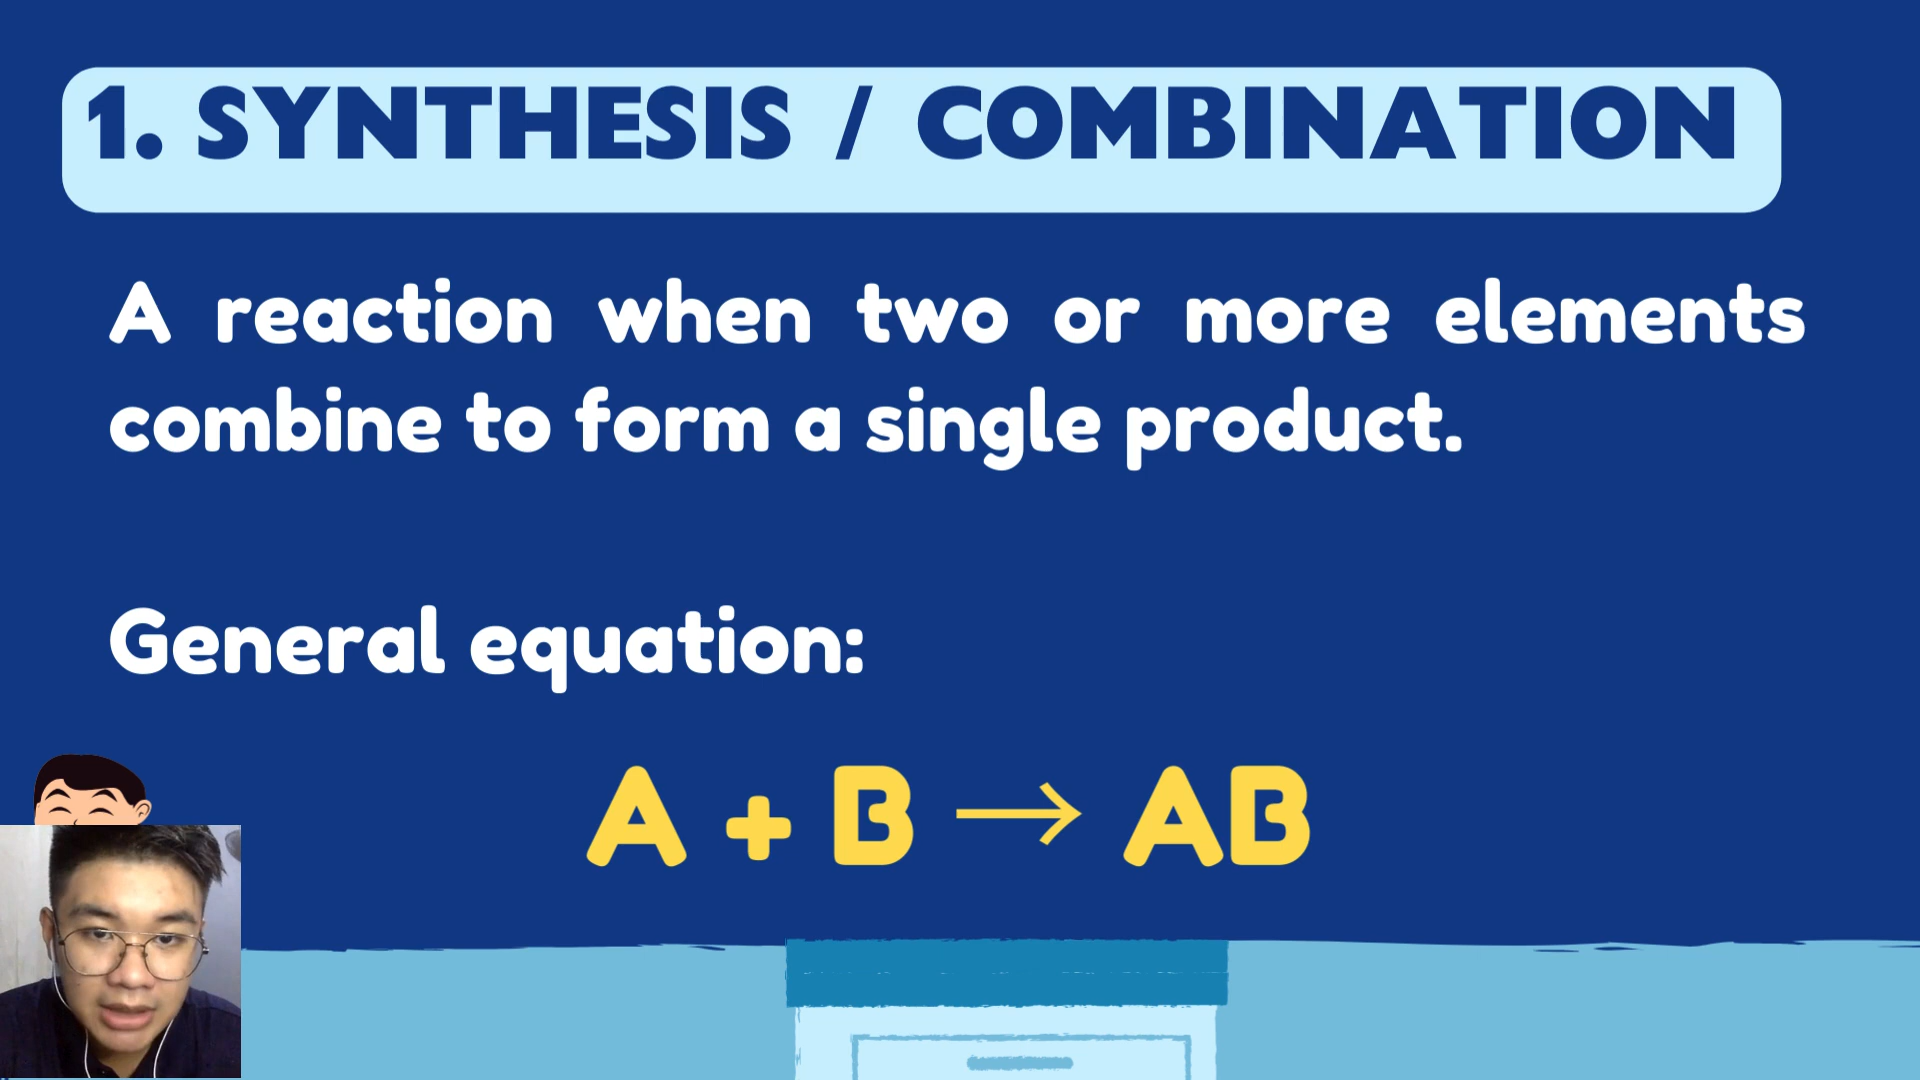 1. SYNTHESIS / COMBINATION
A reaction when two or more elements
combine to form a single product.
General equation:
A + B → AB